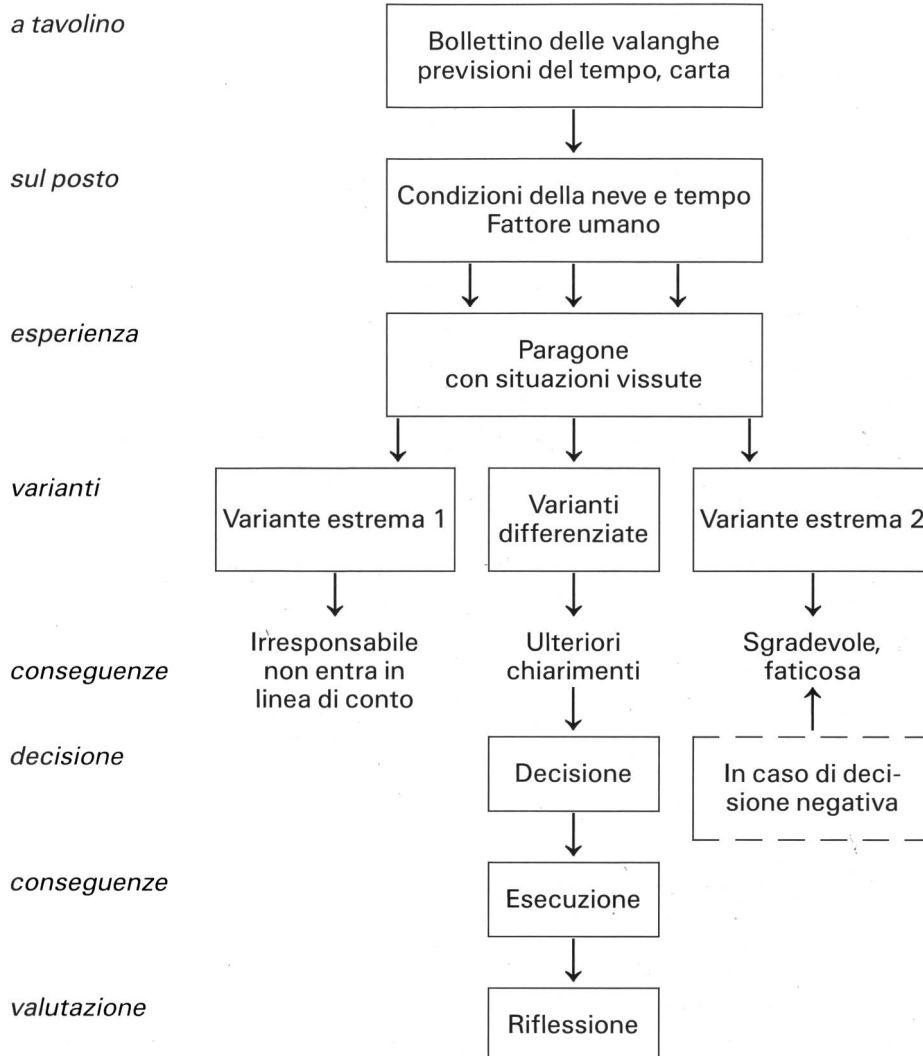 a tavolino
Bollettino delle valanghe
previsioni del tempo, carta
sul posto
Condizioni della neve e tempo
Fattore umano
esperienza
Paragone
con situazioni vissute
varianti
Variante estrema 1
Varianti
differenziate
Variante estrema 2
conseguenze
Irresponsabile
non entra in
linea di conto
Ulteriori
chiarimenti
Sgradevole,
faticosa
decisione
Decisione
In caso di deci-
sione negativa
conseguenze
Esecuzione
valutazione
Riflessione